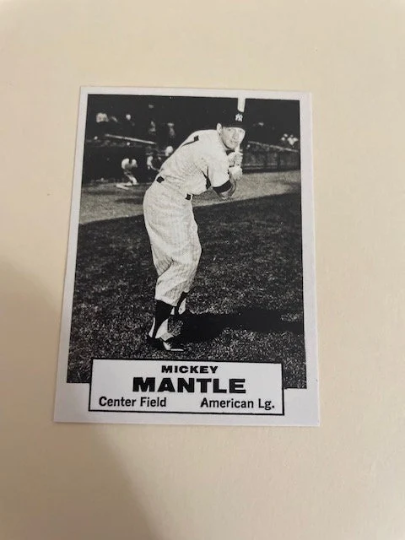 MICKEY
MANTLE
Center Field American Lg.